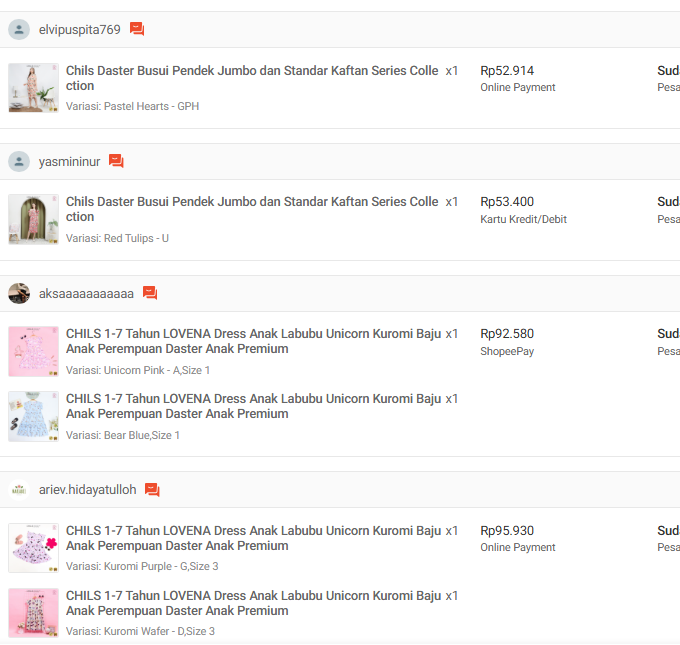 elvipuspita769
Chils Daster Busui Pendek Jumbo dan Standar Kaftan Series Colle x1 Rp52.914 Sud
ction Online Payment Pesa
Variasi: Pastel Hearts - GPH
yasmininur
Chils Daster Busui Pendek Jumbo dan Standar Kaftan Series Colle x1 Rp53.400 Sud
ction Kartu Kredit/Debit Pesa
Variasi: Red Tulips - U
aksaaaaaaaaaaa
CHILS 1-7 Tahun LOVENA Dress Anak Labubu Unicorn Kuromi Baju x1 Rp92.580 Sud
Anak Perempuan Daster Anak Premium ShopeePay Pesa
Variasi: Unicorn Pink - A,Size 1
CHILS 1-7 Tahun LOVENA Dress Anak Labubu Unicorn Kuromi Baju x1
Anak Perempuan Daster Anak Premium
Variasi: Bear Blue,Size 1
ariev.hidayatulloh
CHILS 1-7 Tahun LOVENA Dress Anak Labubu Unicorn Kuromi Baju x1 Rp95.930 Sud
Anak Perempuan Daster Anak Premium Online Payment Pesa
Variasi: Kuromi Purple - G,Size 3
CHILS 1-7 Tahun LOVENA Dress Anak Labubu Unicorn Kuromi Baju x1
Anak Perempuan Daster Anak Premium
Variasi: Kuromi Wafer - D,Size 3